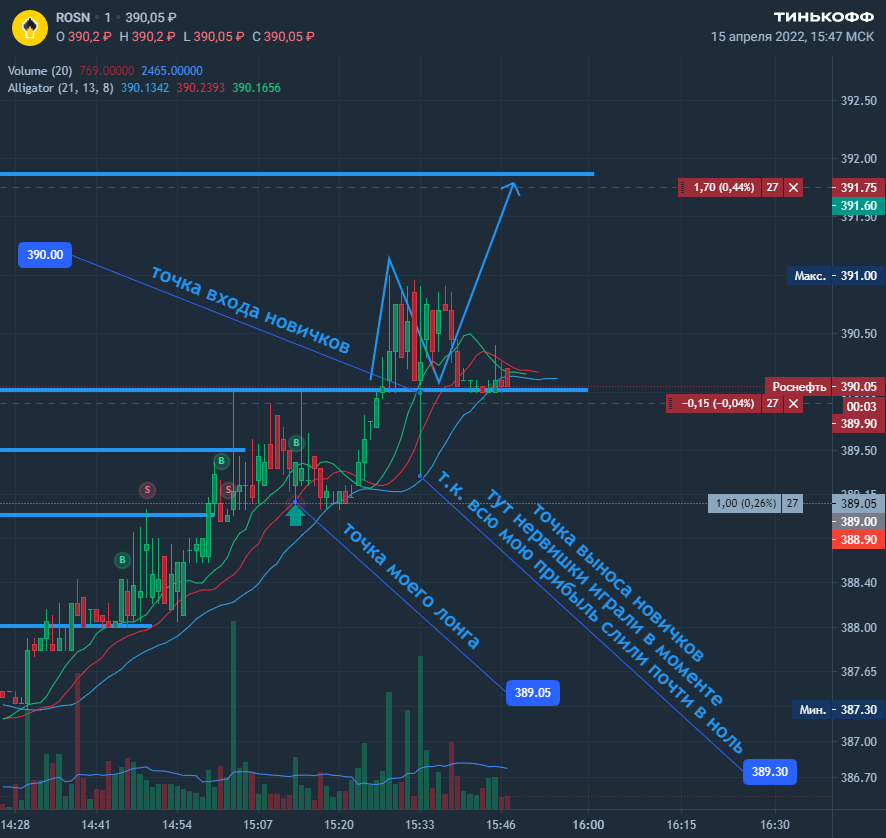 ROSN · 1 · 390,05 ₽
ТИНЬКОФФ
O 390,2 ₽ H 390,2 ₽ L 390,05 ₽ C 390,05 ₽
15 апреля 2022, 15:47 МСК
Volume (20) 769.00000 2465.00000
Alligator (21, 13, 8) 390.1342 390.2393 390.1656
392.50
392.00
1,70 (0,44%) 27 391.75
391.60
391.50
390.00
точка входа новичков
Макс. 391.00
390.50
Роснефть 390.05
−0,15 (−0,04%) 27 00:03
389.90
389.50
B
B
S
S
B
1,00 (0,26%) 27 389.05
389.00
388.90
388.40
388.00
387.65
точка выноса новичков
тут нервишки играли в моменте
т.к. всю мою прибыль слили почти в ноль
точка моего лонга
389.05
389.30
Мин. 387.30
387.00
386.70
14:28 14:41 14:54 15:07 15:20 15:33 15:46 16:00 16:15 16:30